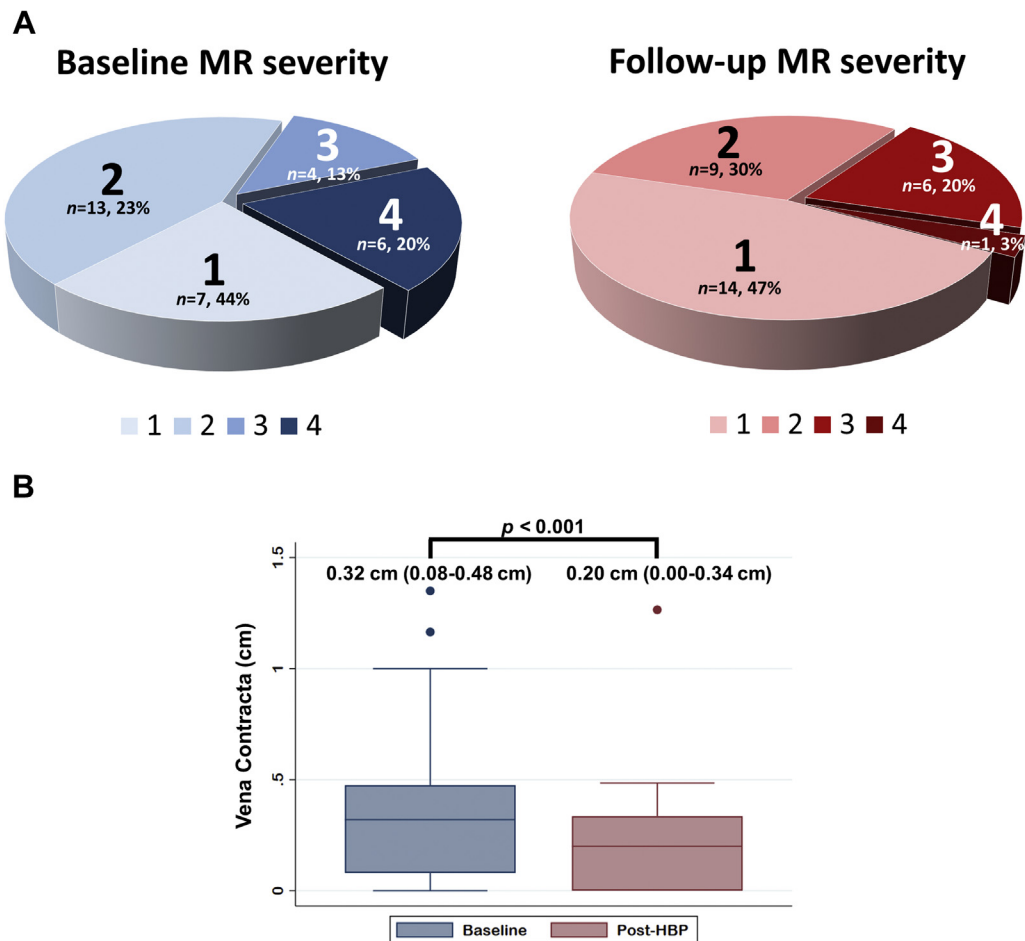 A
Baseline MR severity
Follow-up MR severity
2
n=13, 23%
3
n=4, 13%
4
n=6, 20%
1
n=7, 44%
2
n=9, 30%
3
n=6, 20%
4
n=1, 3%
1
n=14, 47%
1 2 3 4
1 2 3 4
B
p < 0.001
0.32 cm (0.08-0.48 cm)
0.20 cm (0.00-0.34 cm)
Vena Contracta (cm)
1.5
1
.5
0
Baseline
Post-HBP